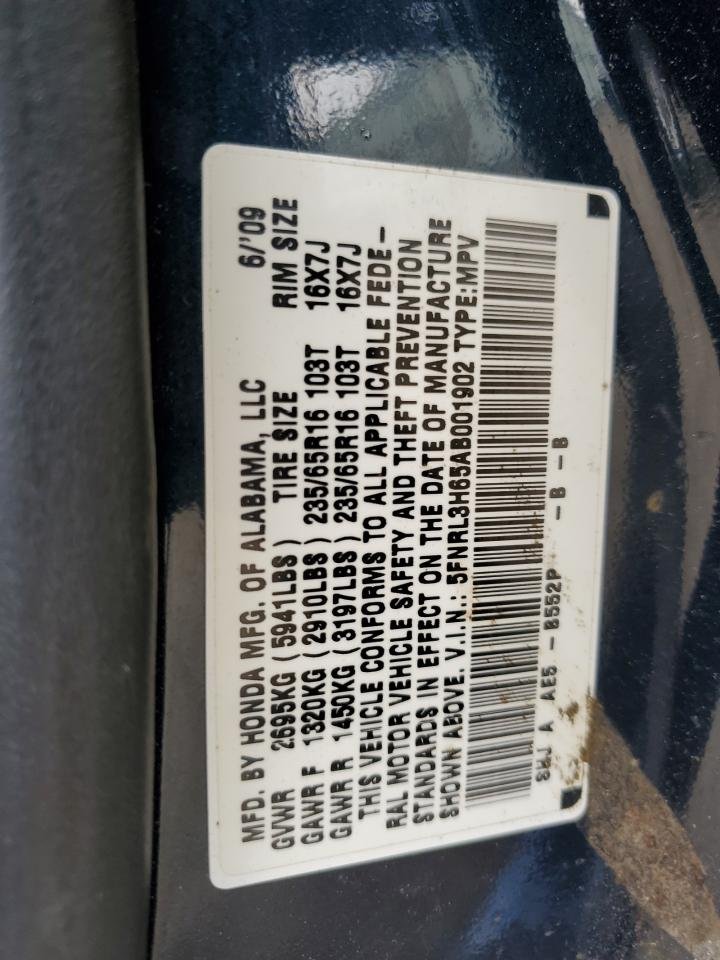 MFD. BY HONDA MFG. OF ALABAMA, LLC 6/'09
GVWR 2695KG (5941LBS) TIRE SIZE RIM SIZE
GAWR F 1320KG (2910LBS) 235/65R16 103T 16X7J
GAWR R 1450KG (3197LBS) 235/65R16 103T 16X7J
THIS VEHICLE CONFORMS TO ALL APPLICABLE FEDE-
RAL MOTOR VEHICLE SAFETY AND THEFT PREVENTION
STANDARDS IN EFFECT ON THE DATE OF MANUFACTURE
SHOWN ABOVE. V.I.N.: 5FNRL3H65AB001902 TYPE:MPV
A AE5 - B552P -B -B